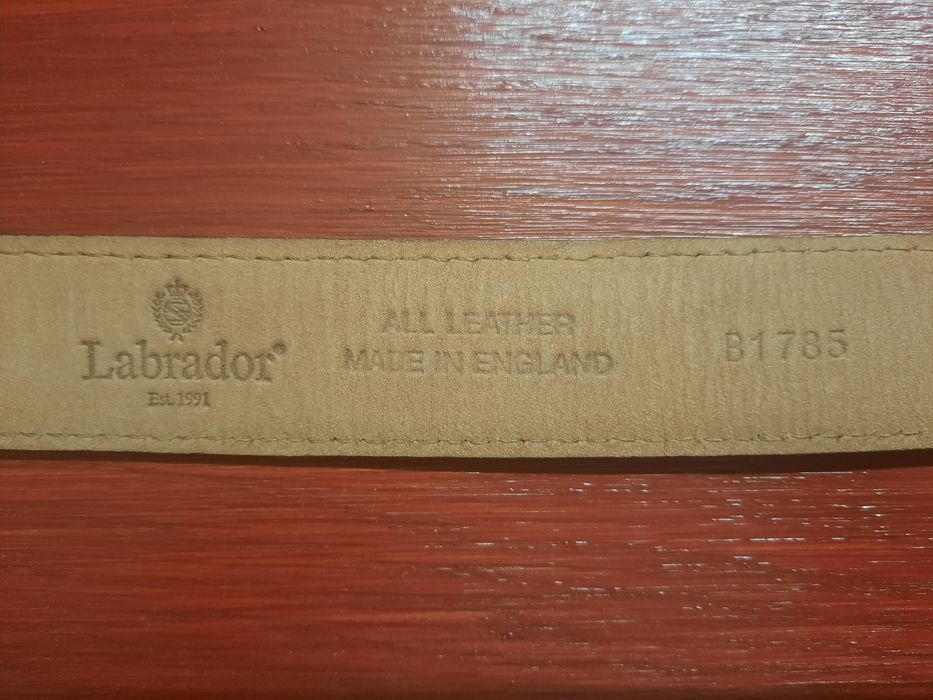 Labrador®
Est. 1991
ALL LEATHER
MADE IN ENGLAND
B1785